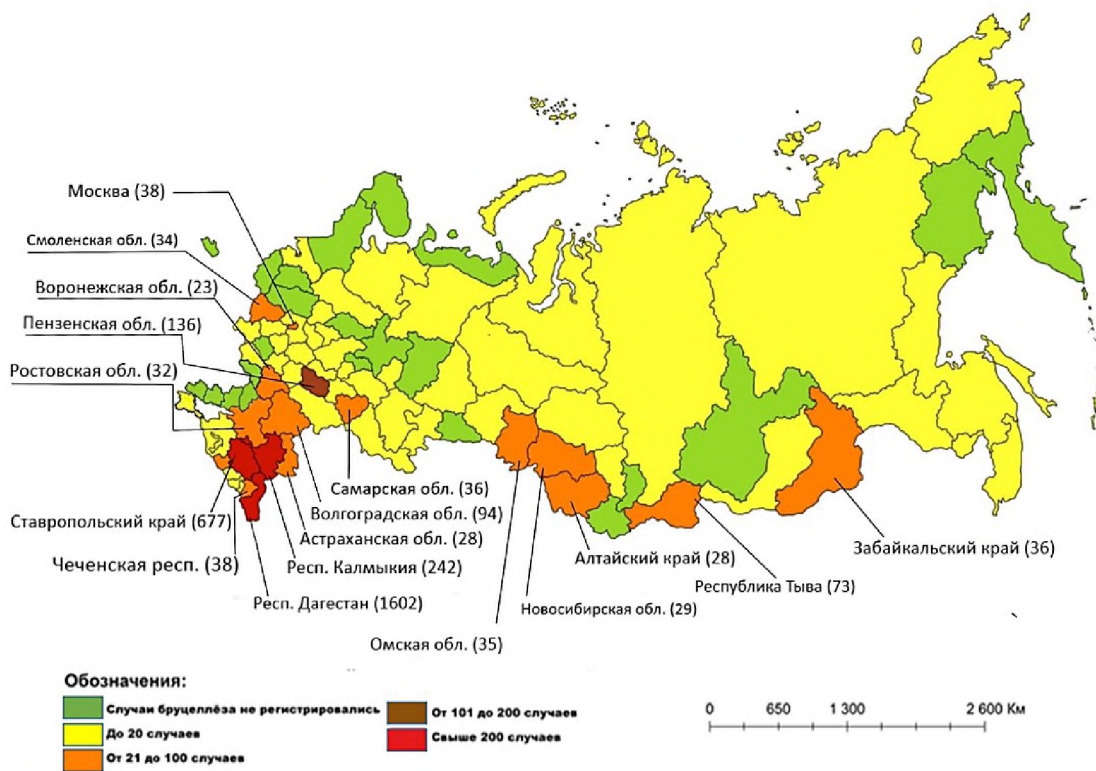 Москва (38)
Смоленская обл. (34)
Воронежская обл. (23)
Пензенская обл. (136)
Ростовская обл. (32)
Самарская обл. (36)
Ставропольский край (677)
Волгоградская обл. (94)
Астраханская обл. (28)
Чеченская респ. (38)
Респ. Калмыкия (242)
Респ. Дагестан (1602)
Алтайский край (28)
Забайкальский край (36)
Республика Тыва (73)
Новосибирская обл. (29)
Омская обл. (35)
Обозначения:
Случаи бруцеллёза не регистрировались
До 20 случаев
От 21 до 100 случаев
От 101 до 200 случаев
Свыше 200 случаев
0 650 1 300 2 600 Км